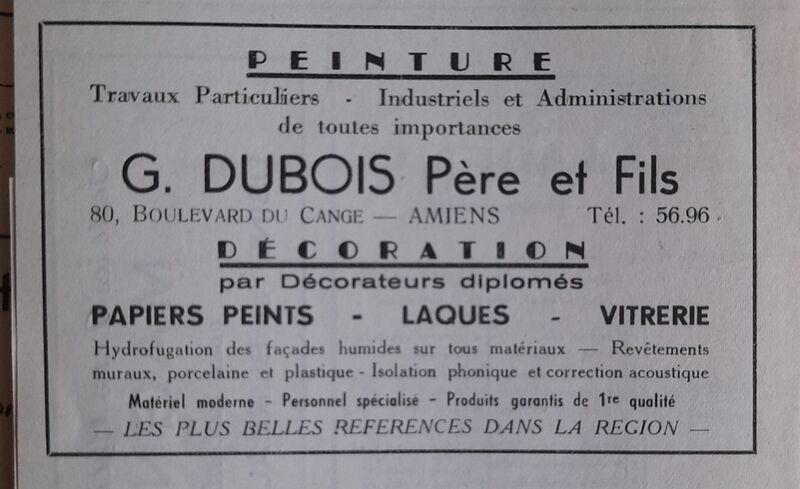 PEINTURE
Travaux Particuliers - Industriels et Administrations
de toutes importances
G. DUBOIS Père et Fils
80, BOULEVARD DU CANGE — AMIENS Tél. : 56.96
DÉCORATION
par Décorateurs diplomés
PAPIERS PEINTS - LAQUES - VITRERIE
Hydrofugation des façades humides sur tous matériaux — Revêtements
muraux, porcelaine et plastique - Isolation phonique et correction acoustique
Matériel moderne - Personnel spécialisé - Produits garantis de 1re qualité
— LES PLUS BELLES REFERENCES DANS LA REGION —